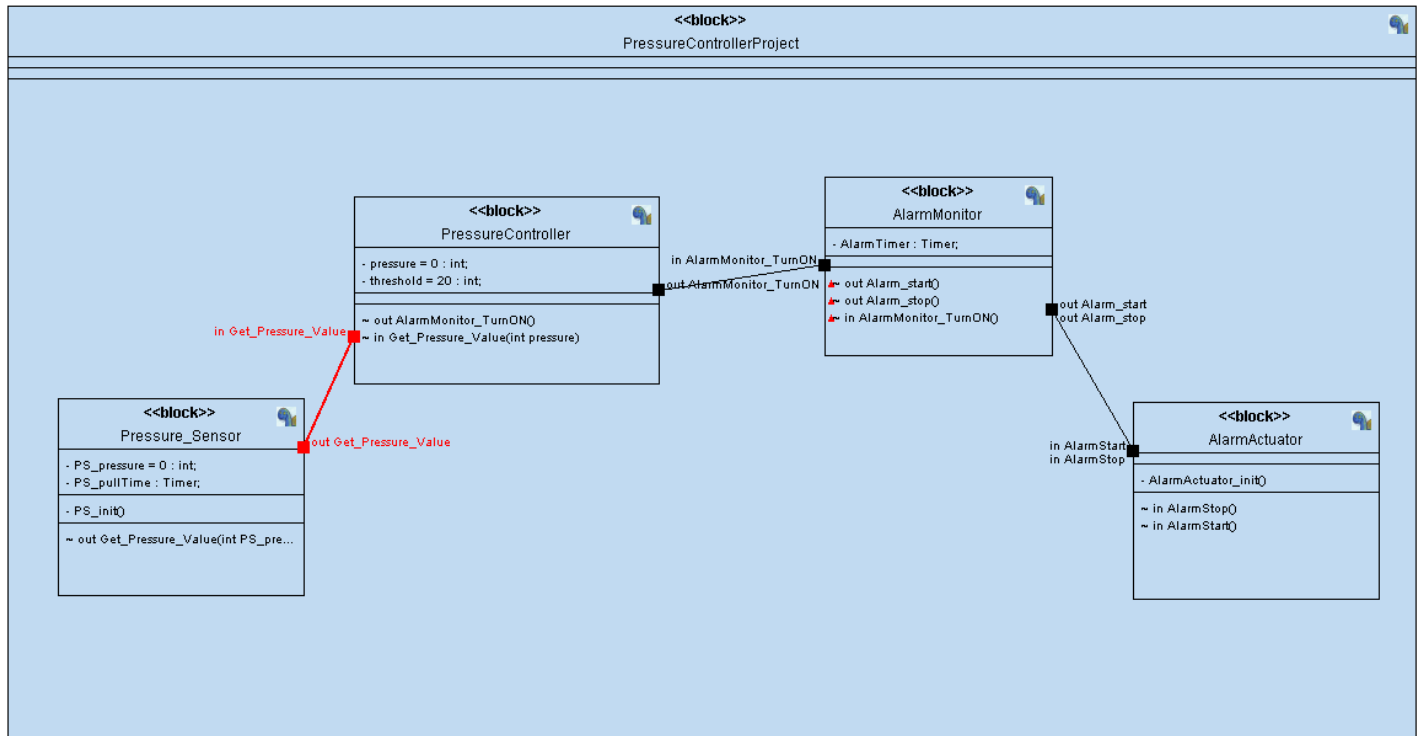 <<block>>
PressureControllerProject
<<block>>
PressureController
- pressure = 0 : int;
- threshold = 20 : int;
~ out AlarmMonitor_TurnON()
~ in Get_Pressure_Value(int pressure)
in Get_Pressure_Value
out AlarmMonitor_TurnON
in AlarmMonitor_TurnON
<<block>>
AlarmMonitor
- AlarmTimer : Timer;
~ out Alarm_start()
~ out Alarm_stop()
~ in AlarmMonitor_TurnON()
out Alarm_start
out Alarm_stop
<<block>>
Pressure_Sensor
- PS_pressure = 0 : int;
- PS_pullTime : Timer;
- PS_init()
~ out Get_Pressure_Value(int PS_pre...
out Get_Pressure_Value
in AlarmStart
in AlarmStop
<<block>>
AlarmActuator
- AlarmActuator_init()
~ in AlarmStop()
~ in AlarmStart()